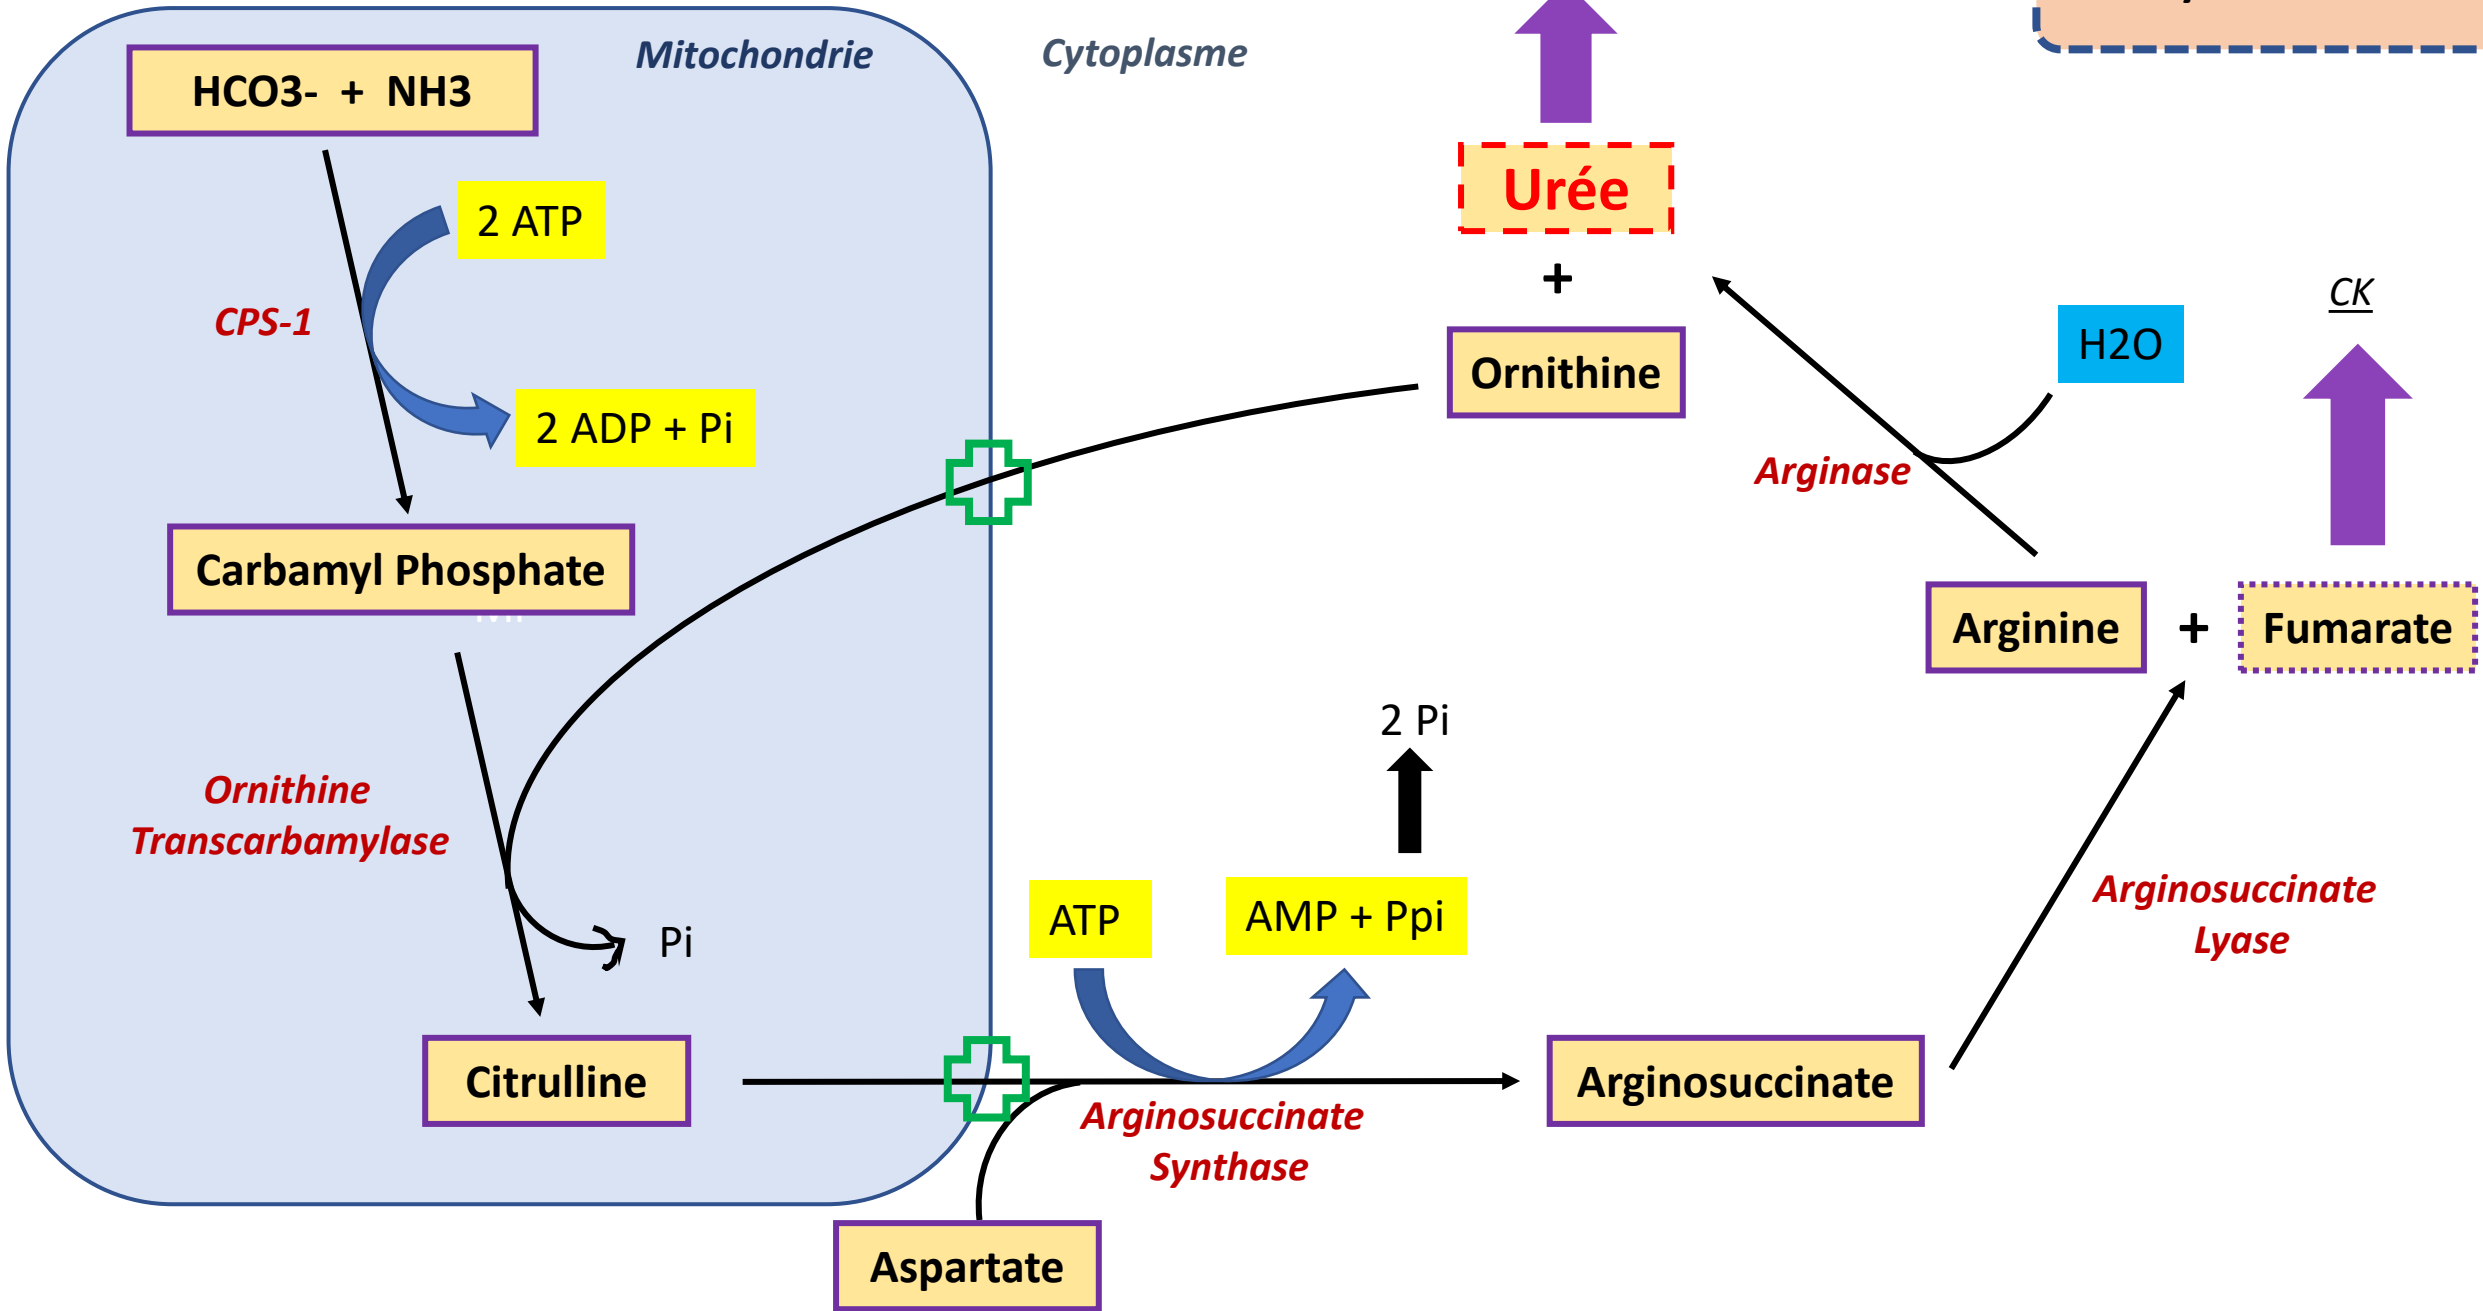 Mitochondrie
Cytoplasme
HCO3- + NH3
2 ATP
CPS-1
2 ADP + Pi
Carbamyl Phosphate
Ornithine
Transcarbamylase
Pi
Citrulline
Aspartate
ATP
AMP + Ppi
2 Pi
Arginosuccinate
Synthase
Arginosuccinate
Arginosuccinate
Lyase
Arginine
+
Fumarate
CK
H2O
Arginase
Urée
+
Ornithine